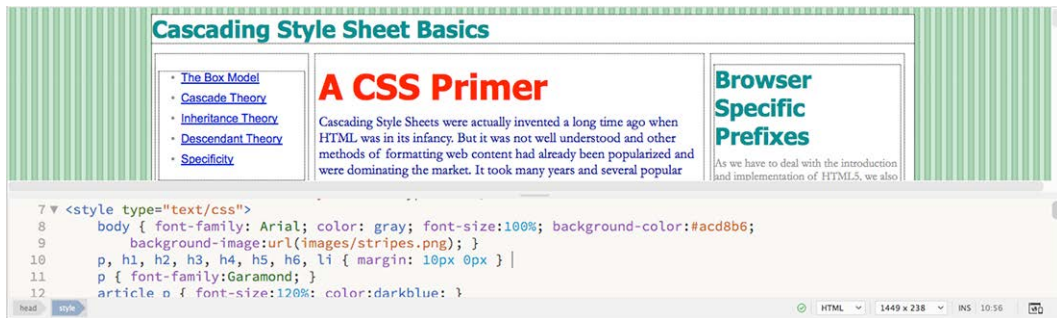 Cascading Style Sheet Basics
The Box Model
Cascade Theory
Inheritance Theory
Descendant Theory
Specificity
A CSS Primer
Cascading Style Sheets were actually invented a long time ago when
HTML was in its infancy. But it was not well understood and other
methods of formatting web content had already been popularized and
were dominating the market. It took many years and several popular
Browser
Specific
Prefixes
As we have to deal with the introduction
and implementation of HTML5, we also
7 <style type="text/css">
8 body { font-family: Arial; color: gray; font-size:100%; background-color:#acd8b6;
9 background-image:url(images/stripes.png); }
10 p, h1, h2, h3, h4, h5, h6, li { margin: 10px 0px }
11 p { font-family:Garamond; }
12 article p { font-size:120%; color:darkblue; }
head style HTML 1449 x 238 INS 10:56